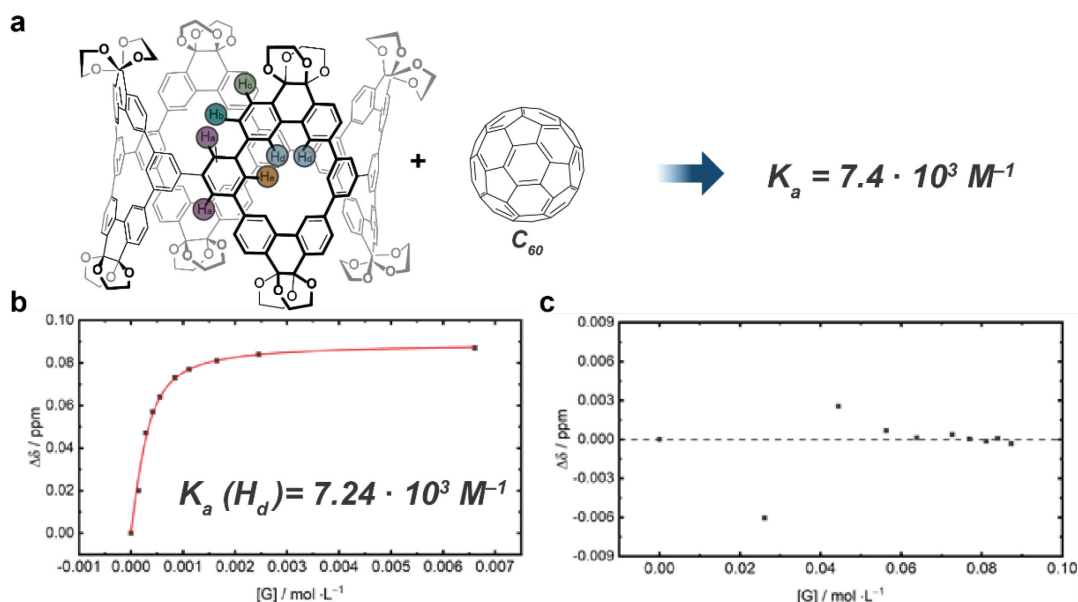 a
O O O O O O O O
O O O O O O O O
Hc
Hb
Ha
Hd Hd
He
Ha
+
C60
Ka = 7.4 · 10³ M⁻¹
O O O O O O O O
O O O O O O O O
b
0.10
0.08
0.06
0.04
0.02
0.00
Δδ / ppm
Ka (Hd)= 7.24 · 10³ M⁻¹
-0.001 0.000 0.001 0.002 0.003 0.004 0.005 0.006 0.007
[G] / mol ·L⁻¹
c
0.009
0.006
0.003
0.000
-0.003
-0.006
-0.009
Δδ / ppm
0.00 0.02 0.04 0.06 0.08 0.10
[G] / mol ·L⁻¹